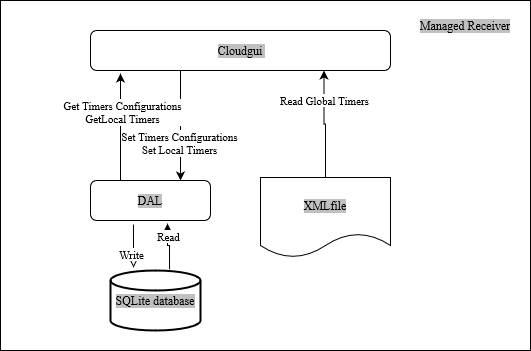 Managed Receiver
Cloudgui
Get Timers Configurations
GetLocal Timers
Read Global Timers
Set Timers Configurations
Set Local Timers
DAL
XMLfile
Read
Write
SQLite database